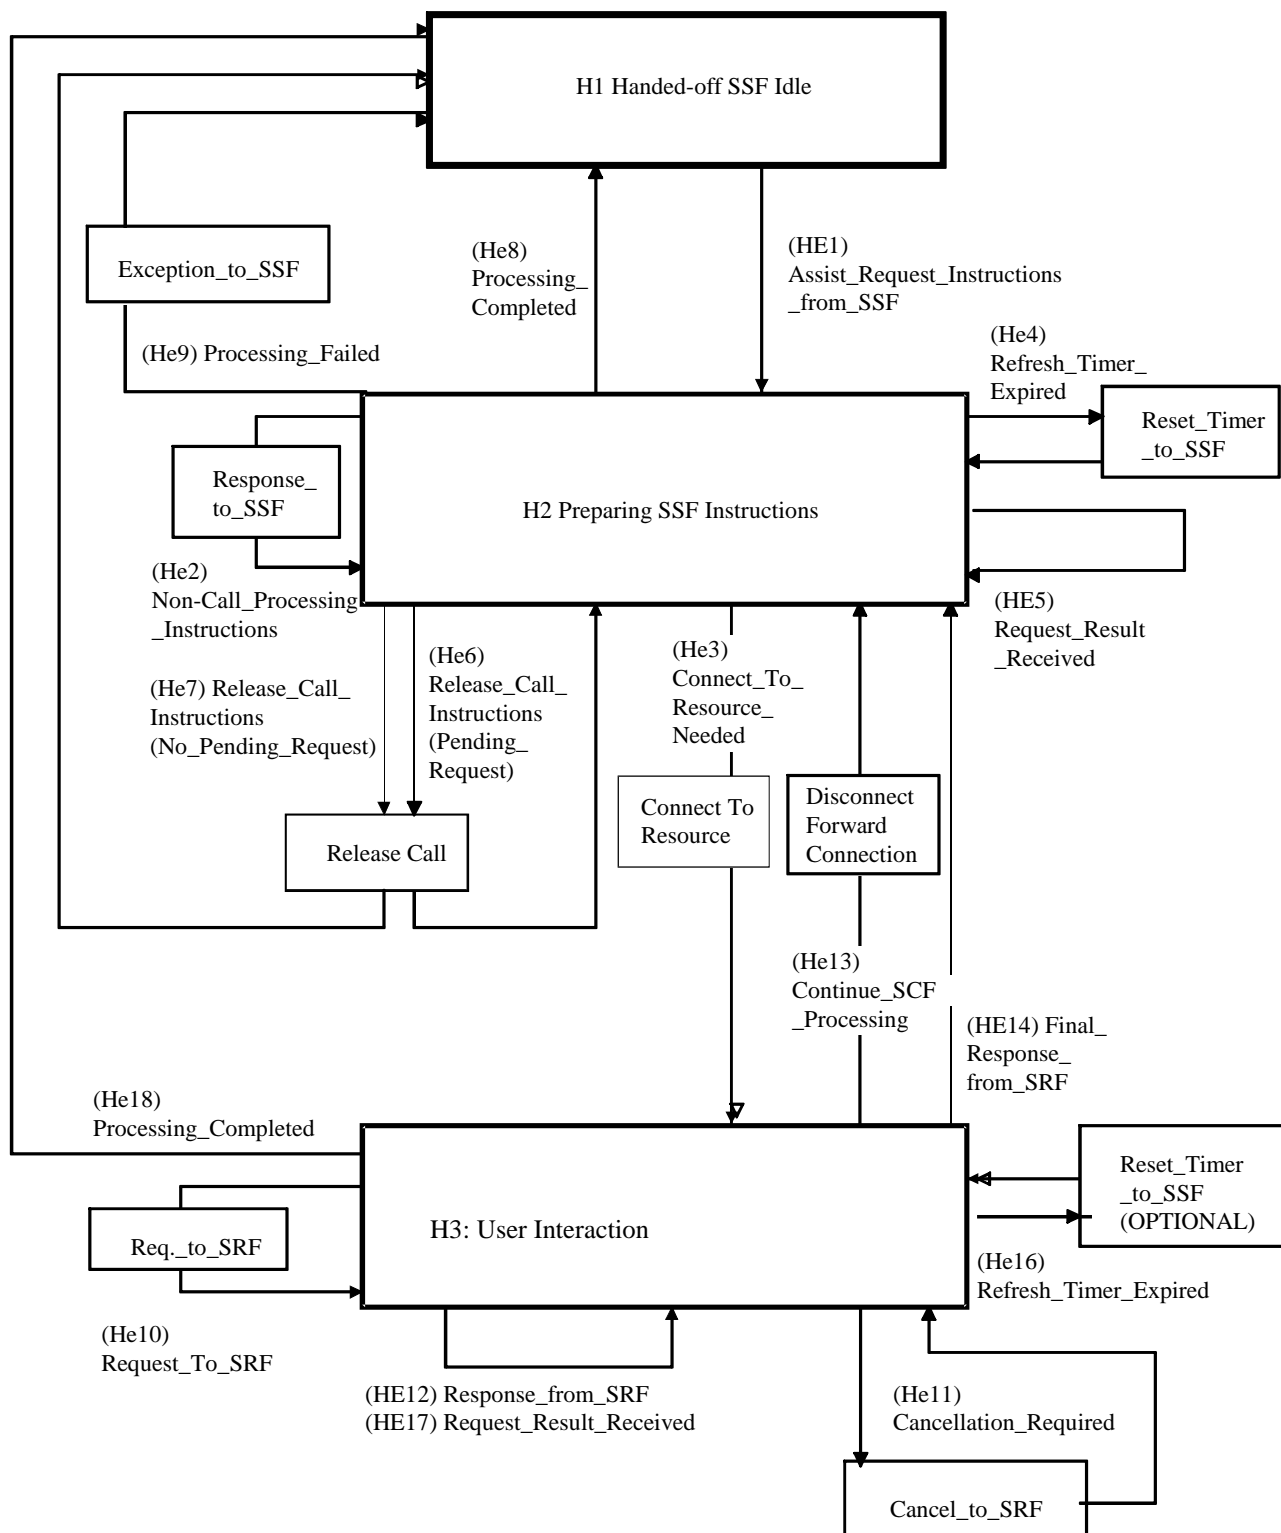 H1 Handed-off SSF Idle
Exception_to_SSF
(He8)
Processing_
Completed
(HE1)
Assist_Request_Instructions
_from_SSF
(He9) Processing_Failed
(He4)
Refresh_Timer_
Expired
Reset_Timer
_to_SSF
Response_
to_SSF
H2 Preparing SSF Instructions
(He2)
Non-Call_Processing
_Instructions
(HE5)
Request_Result
_Received
(He7) Release_Call_
Instructions
(No_Pending_Request)
(He6)
Release_Call_
Instructions
(Pending_
Request)
(He3)
Connect_To_
Resource_
Needed
Release Call
Connect To
Resource
Disconnect
Forward
Connection
(He13)
Continue_SCF
_Processing
(HE14) Final_
Response_
from_SRF
(He18)
Processing_Completed
Req._to_SRF
H3: User Interaction
Reset_Timer
_to_SSF
(OPTIONAL)
(He16)
Refresh_Timer_Expired
(He10)
Request_To_SRF
(HE12) Response_from_SRF
(HE17) Request_Result_Received
(He11)
Cancellation_Required
Cancel_to_SRF